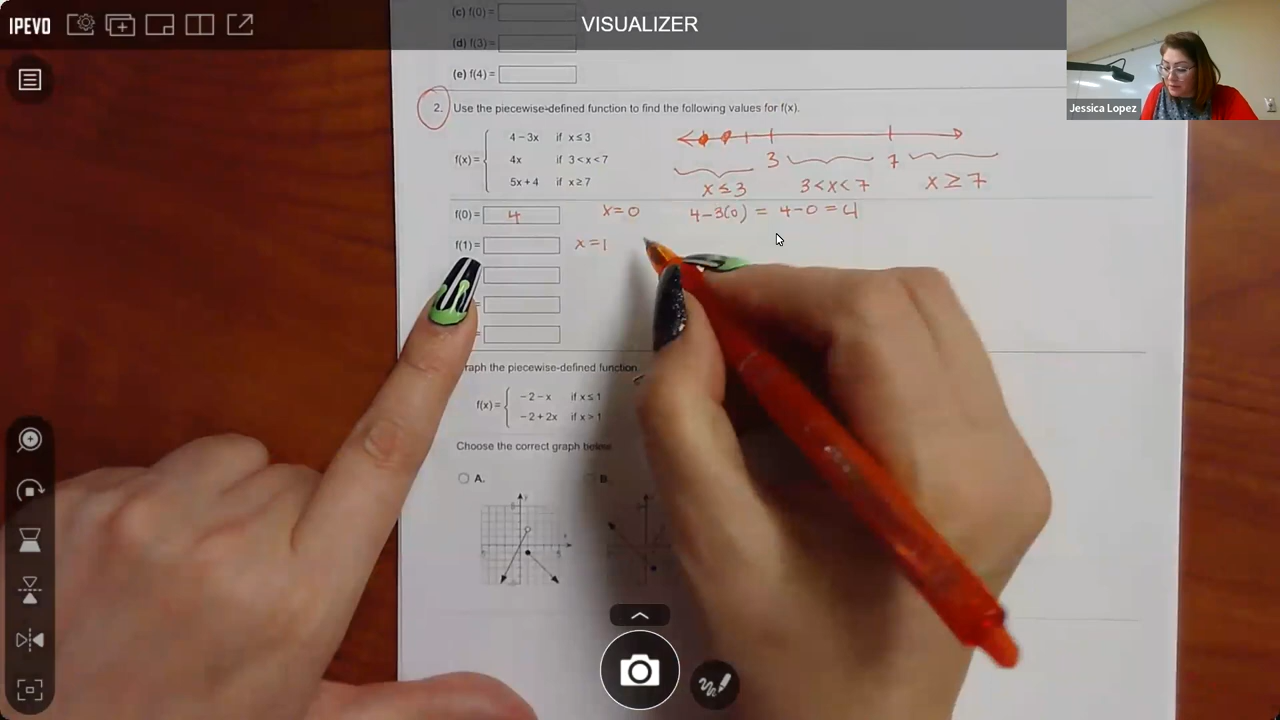 IPEVO
VISUALIZER
Jessica Lopez
(c) f(0) =
(d) f(3) =
(e) f(4) =
2. Use the piecewise-defined function to find the following values for f(x).
f(x) =
4 − 3x if x ≤ 3
4x if 3 < x < 7
5x + 4 if x ≥ 7
3 7
x ≤ 3 3 < x < 7 x ≥ 7
f(0) = 4 x = 0 4 − 3(0) = 4 − 0 = 4
f(1) = x = 1
=
=
raph the piecewise-defined function.
f(x) =
− 2 − x if x ≤ 1
− 2 + 2x if x > 1
Choose the correct graph below.
A. B.